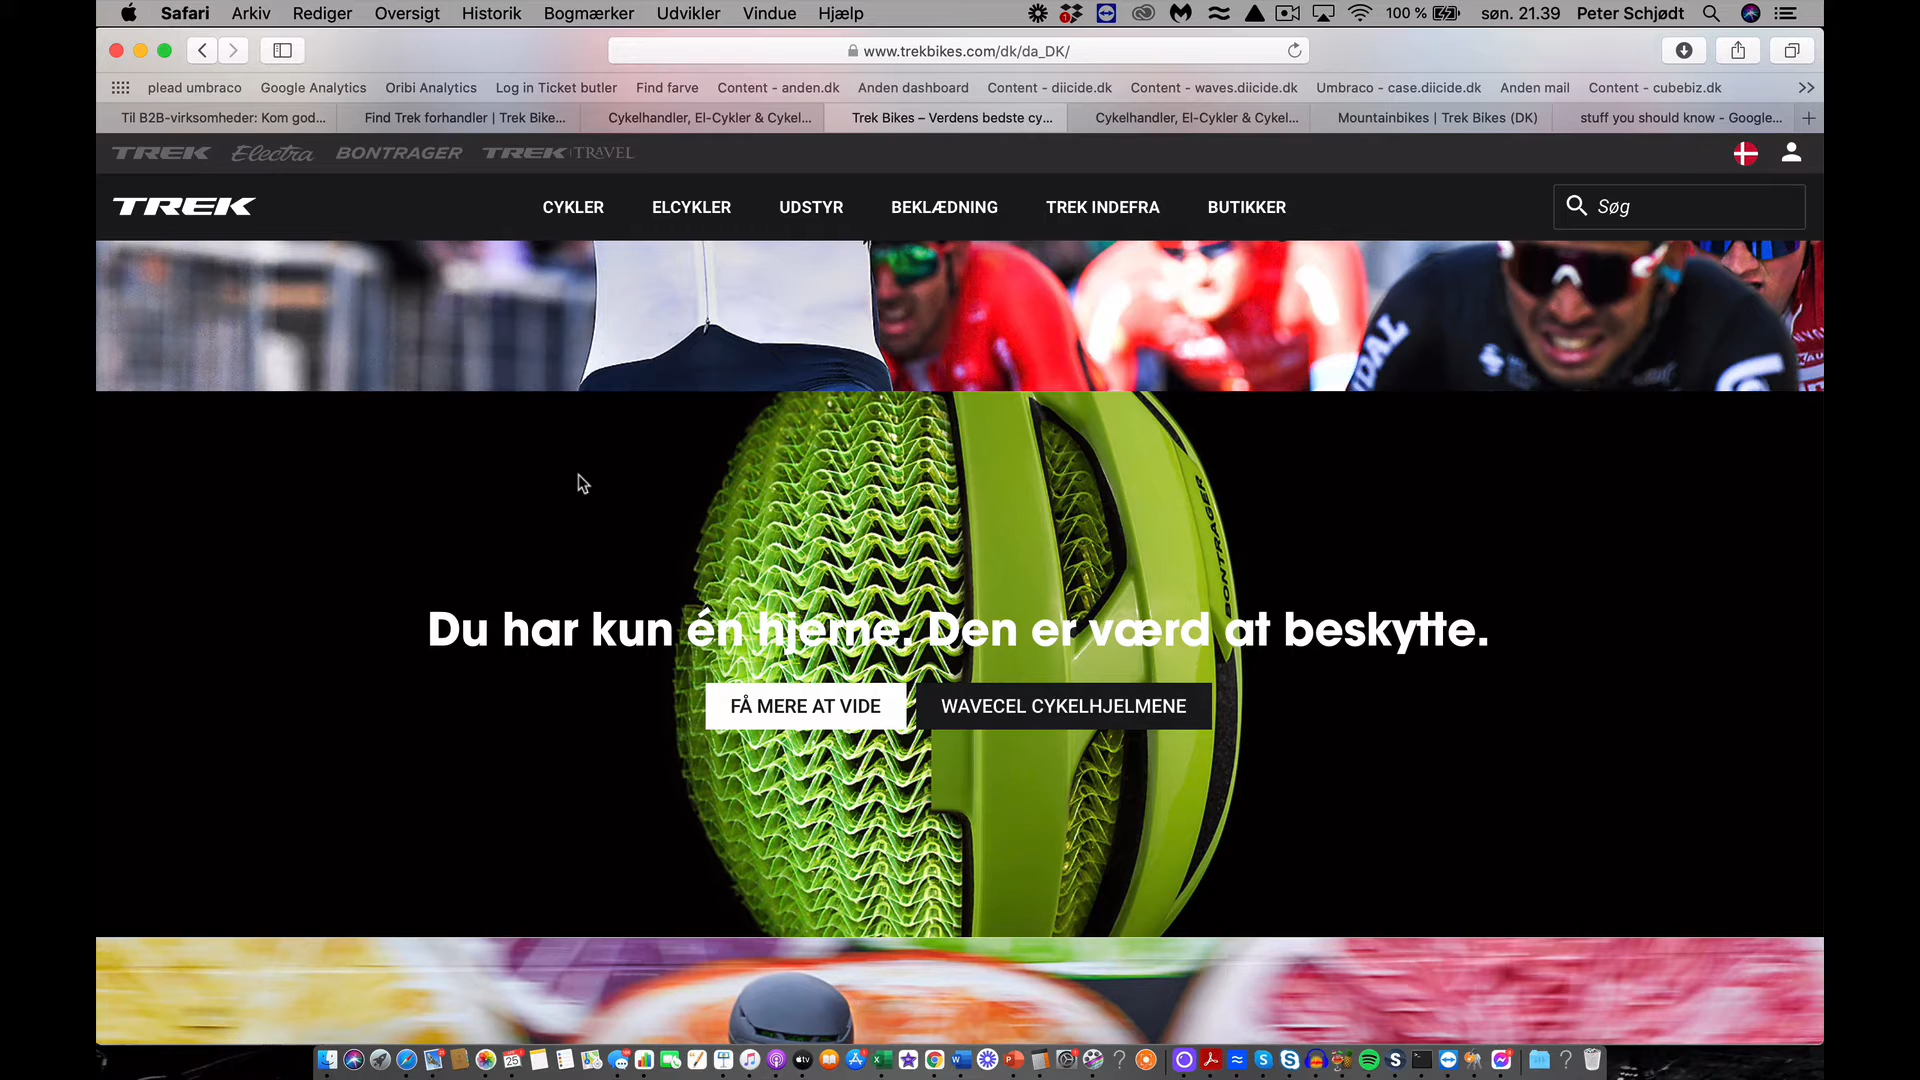 Safari Arkiv Rediger Oversigt Historik Bogmærker Udvikler Vindue Hjælp 100 % søn. 21.39 Peter Schjødt
www.trekbikes.com/dk/da_DK/
plead umbraco Google Analytics Oribi Analytics Log in Ticket butler Find farve Content - anden.dk Anden dashboard Content - diicide.dk Content - waves.diicide.dk Umbraco - case.diicide.dk Anden mail Content - cubebiz.dk
Til B2B-virksomheder: Kom god... Find Trek forhandler | Trek Bike... Cykelhandler, El-Cykler & Cykel... Trek Bikes – Verdens bedste cy... Cykelhandler, El-Cykler & Cykel... Mountainbikes | Trek Bikes (DK) stuff you should know - Google...
TREK Electra BONTRAGER TREK TRAVEL
TREK CYKLER ELCYKLER UDSTYR BEKLÆDNING TREK INDEFRA BUTIKKER Søg
BONTRAGER
Du har kun én hjerne. Den er værd at beskytte.
FÅ MERE AT VIDE WAVECEL CYKELHJELMENE